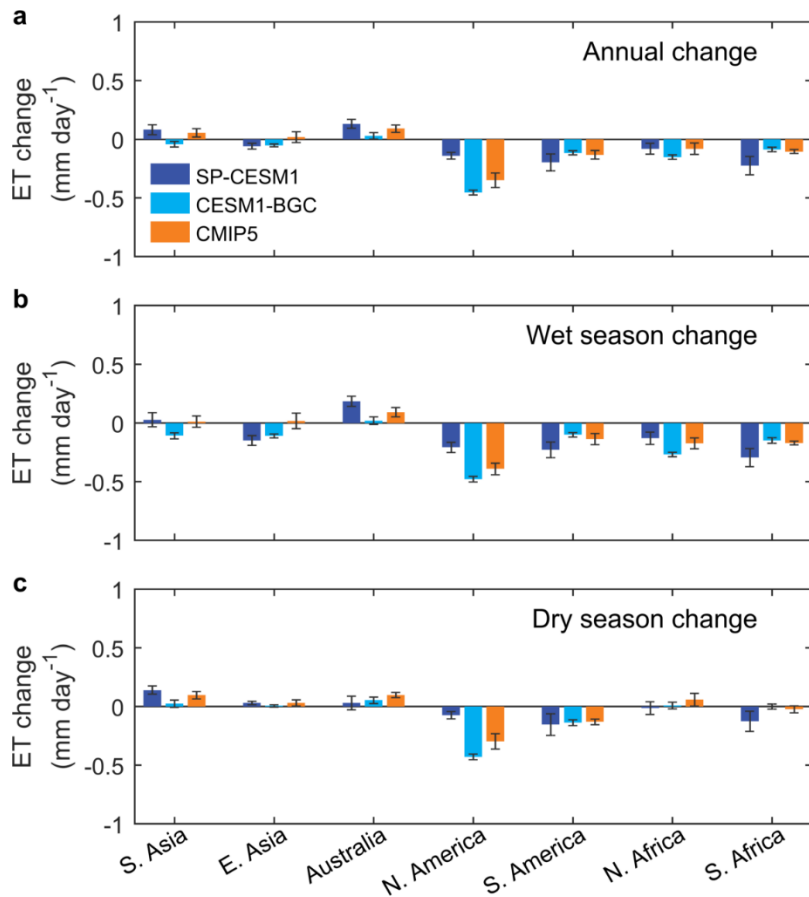 a
Annual change
ET change
(mm day-1)
1
0.5
0
-0.5
-1
SP-CESM1
CESM1-BGC
CMIP5
b
Wet season change
ET change
(mm day-1)
1
0.5
0
-0.5
-1
c
Dry season change
ET change
(mm day-1)
1
0.5
0
-0.5
-1
S. Asia
E. Asia
Australia
N. America
S. America
N. Africa
S. Africa